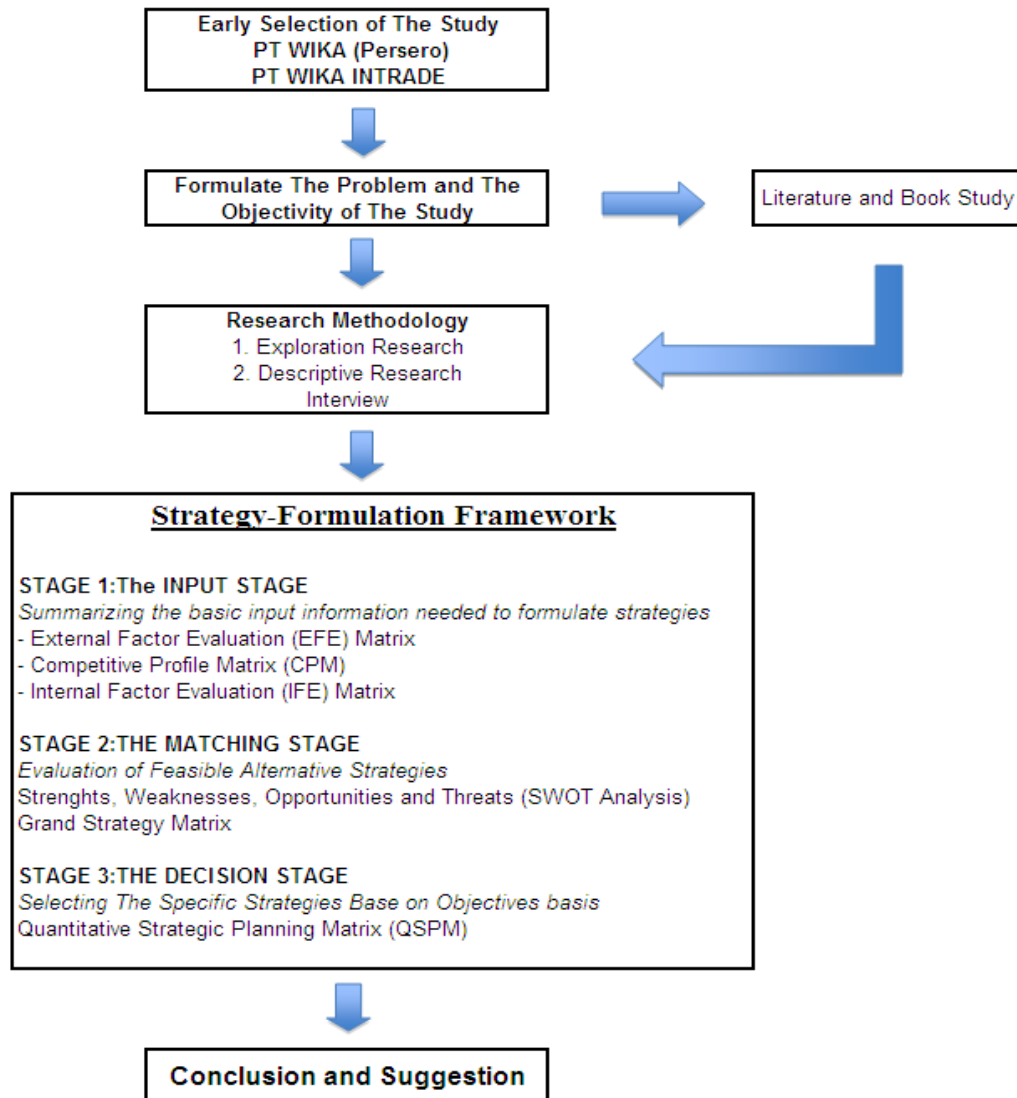 Early Selection of The Study
PT WIKA (Persero)
PT WIKA INTRADE
Formulate The Problem and The
Objectivity of The Study
Literature and Book Study
Research Methodology
1. Exploration Research
2. Descriptive Research
Interview
Strategy-Formulation Framework
STAGE 1:The INPUT STAGE
Summarizing the basic input information needed to formulate strategies
- External Factor Evaluation (EFE) Matrix
- Competitive Profile Matrix (CPM)
- Internal Factor Evaluation (IFE) Matrix
STAGE 2:THE MATCHING STAGE
Evaluation of Feasible Alternative Strategies
Strenghts, Weaknesses, Opportunities and Threats (SWOT Analysis)
Grand Strategy Matrix
STAGE 3:THE DECISION STAGE
Selecting The Specific Strategies Base on Objectives basis
Quantitative Strategic Planning Matrix (QSPM)
Conclusion and Suggestion